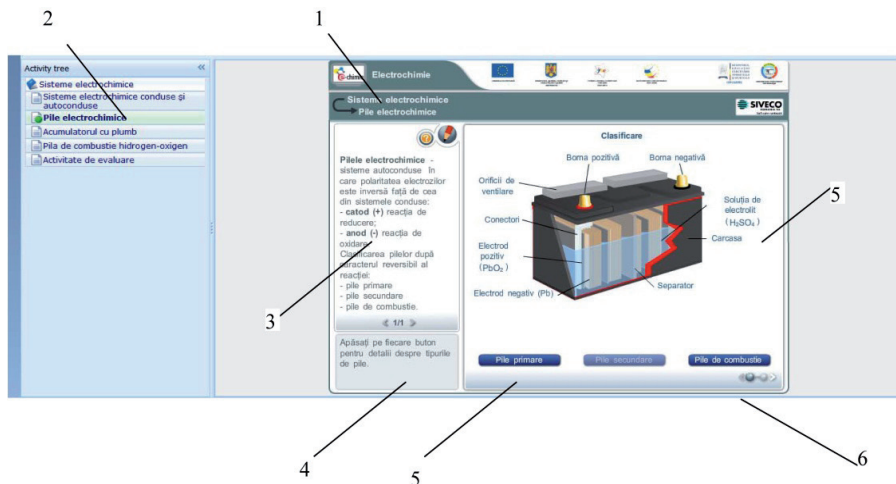 2
1
Activity tree
Sisteme electrochimice
Sisteme electrochimice conduse și
autoconduse
Pile electrochimice
Acumulatorul cu plumb
Pila de combustie hidrogen-oxigen
Activitate de evaluare
e-chimie
Electrochimie
Sisteme electrochimice
Pile electrochimice
SIVECO
Pilele electrochimice -
sisteme autoconduse în
care polaritatea electrozilor
este inversă față de cea
din sistemele conduse:
- catod (+) reacția de
reducere;
- anod (-) reacția de
oxidare
Clasificarea pilelor după
caracterul reversibil al
reacției:
- pile primare
- pile secundare
- pile de combustie.
1/1
Apăsați pe fiecare buton
pentru detalii despre tipurile
de pile.
Clasificare
Borna pozitivă
Borna negativă
Orificii de
ventilare
Conectori
Electrod
pozitiv
(PbO₂)
Electrod negativ (Pb)
Separator
Soluția de
electrolit
(H₂SO₄)
Carcasa
Pile primare
Pile secundare
Pile de combustie
5
3
4
5
6